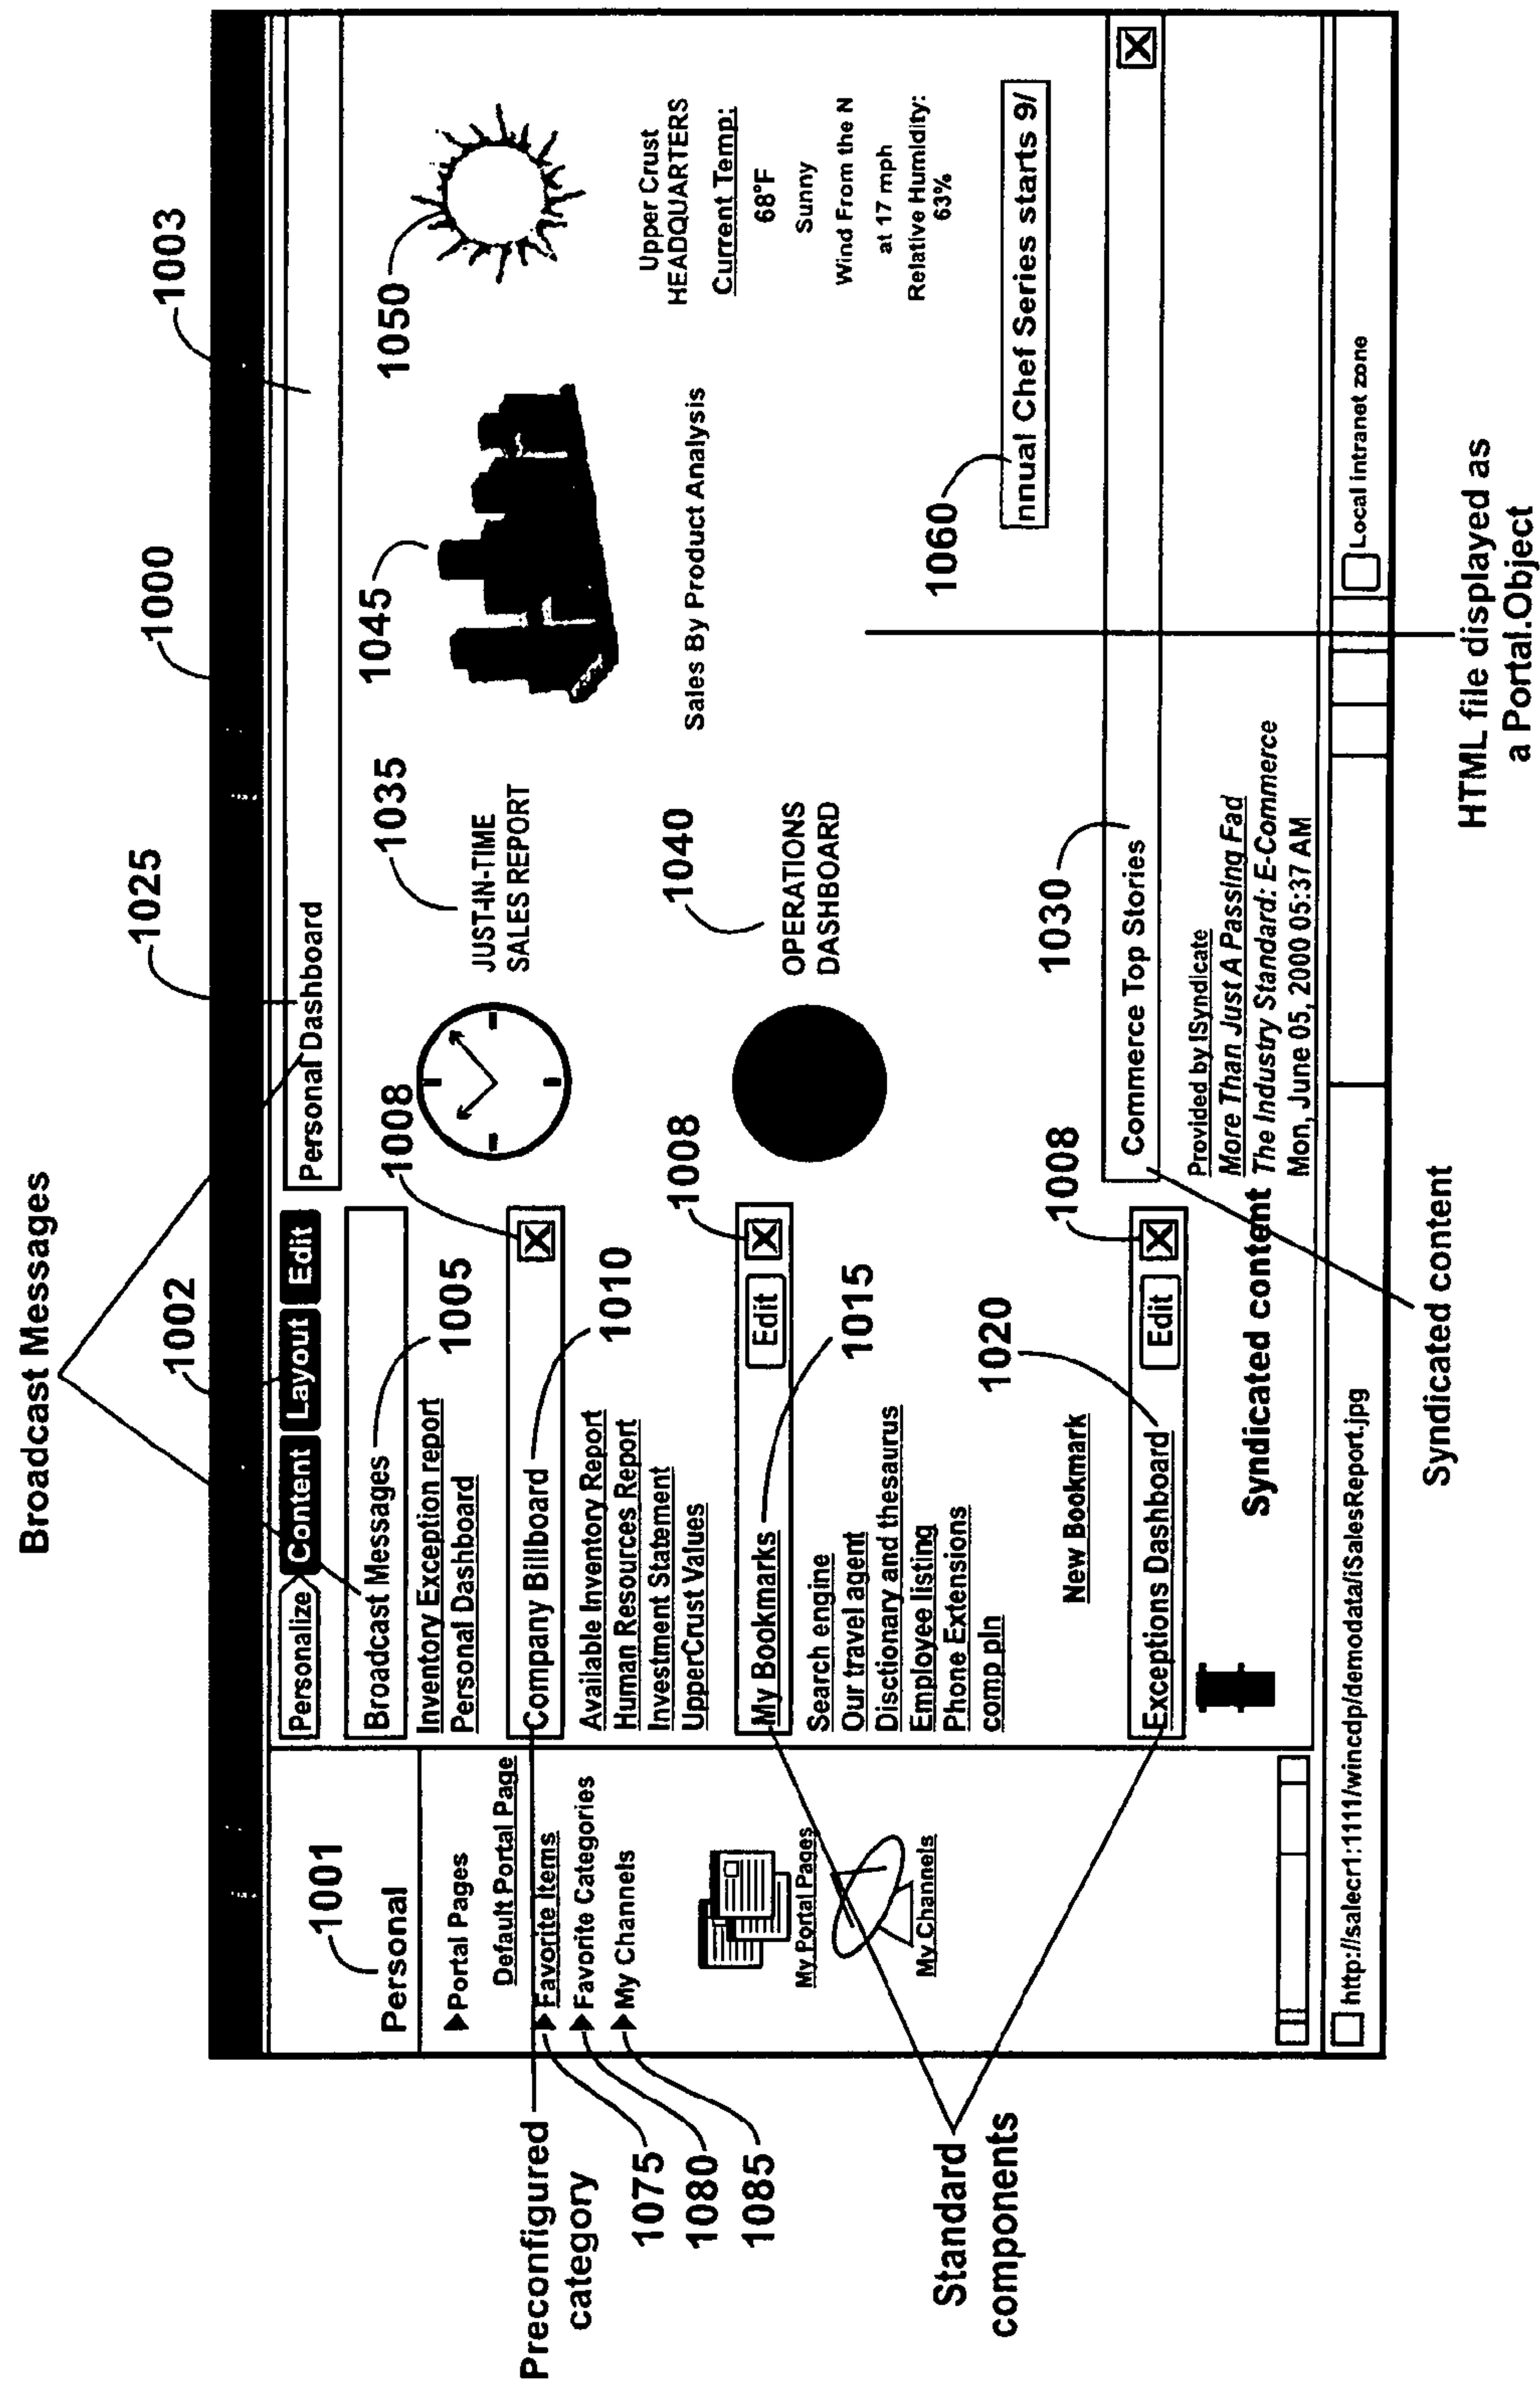 Broadcast Messages
1002
1025
1000
1003
Personalize
Content
Layout
Edit
Personal Dashboard
1001
Personal
Portal Pages
Default Portal Page
Favorite Items
Favorite Categories
My Channels
My Portal Pages
My Channels
Preconfigured
category
1075
1080
1085
Standard
components
Broadcast Messages
1005
Inventory Exception report
Personal Dashboard
1008
Company Billboard
1010
Available Inventory Report
Human Resources Report
Investment Statement
UpperCrust Values
1008
My Bookmarks
Edit
1015
Search engine
Our travel agent
Disctionary and thesaurus
Employee listing
Phone Extensions
comp pln
New Bookmark
1020
1008
Exceptions Dashboard
Edit
Syndicated content
1035
JUST-IN-TIME
SALES REPORT
1040
OPERATIONS
DASHBOARD
1045
Sales By Product Analysis
1050
Upper Crust
HEADQUARTERS
Current Temp:
68°F
Sunny
Wind From the N
at 17 mph
Relative Humidity:
63%
1060
nnual Chef Series starts 9/
1030
Commerce Top Stories
Provided by ISyndicate
More Than Just A Passing Fad
The Industry Standard: E-Commerce
Mon, June 05, 2000 05:37 AM
http://salecr1:1111/wincdp/demodata/iSalesReport.jpg
Local intranet zone
Syndicated content
HTML file displayed as
a Portal.Object